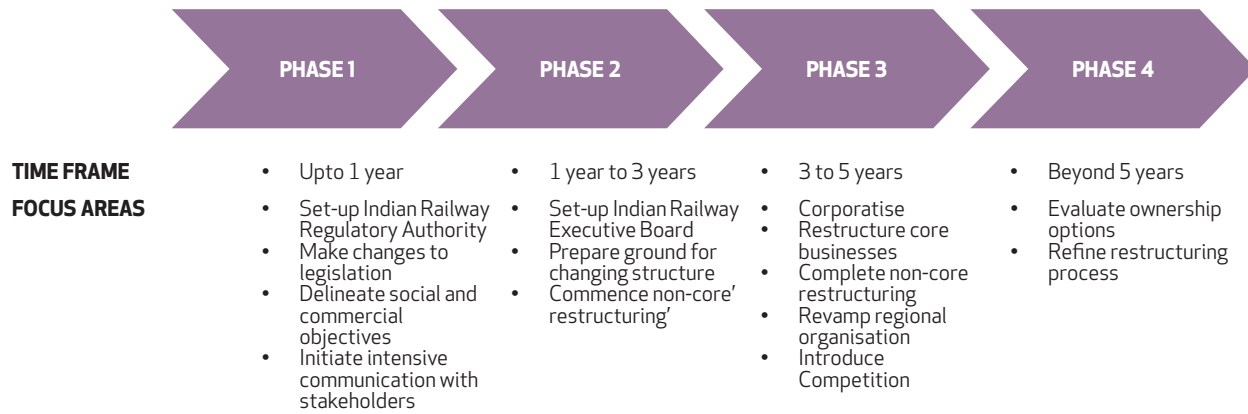 PHASE 1
PHASE 2
PHASE 3
PHASE 4
TIME FRAME
• Upto 1 year
• 1 year to 3 years
• 3 to 5 years
• Beyond 5 years
FOCUS AREAS
• Set-up Indian Railway
Regulatory Authority
• Make changes to
legislation
• Delineate social and
commercial
objectives
• Initiate intensive
communication with
stakeholders
• Set-up Indian Railway
Executive Board
• Prepare ground for
changing structure
• Commence non-core'
restructuring'
• Corporatise
• Restructure core
businesses
• Complete non-core
restructuring
• Revamp regional
organisation
• Introduce
Competition
• Evaluate ownership
options
• Refine restructuring
process